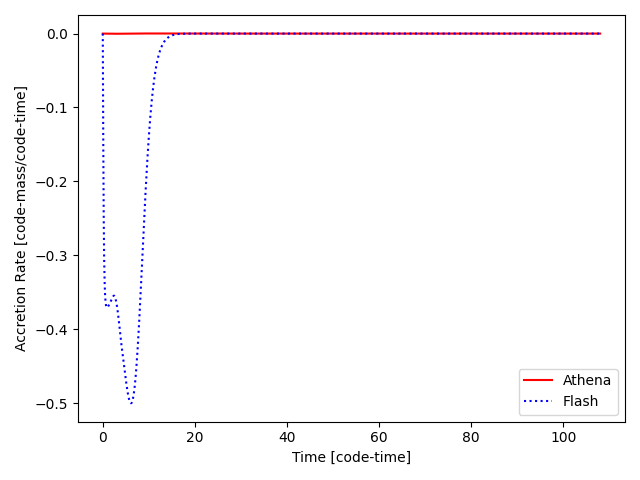 0.0
−0.1
−0.2
−0.3
−0.4
−0.5
Accretion Rate [code-mass/code-time]
0 20 40 60 80 100
Time [code-time]
Athena
Flash